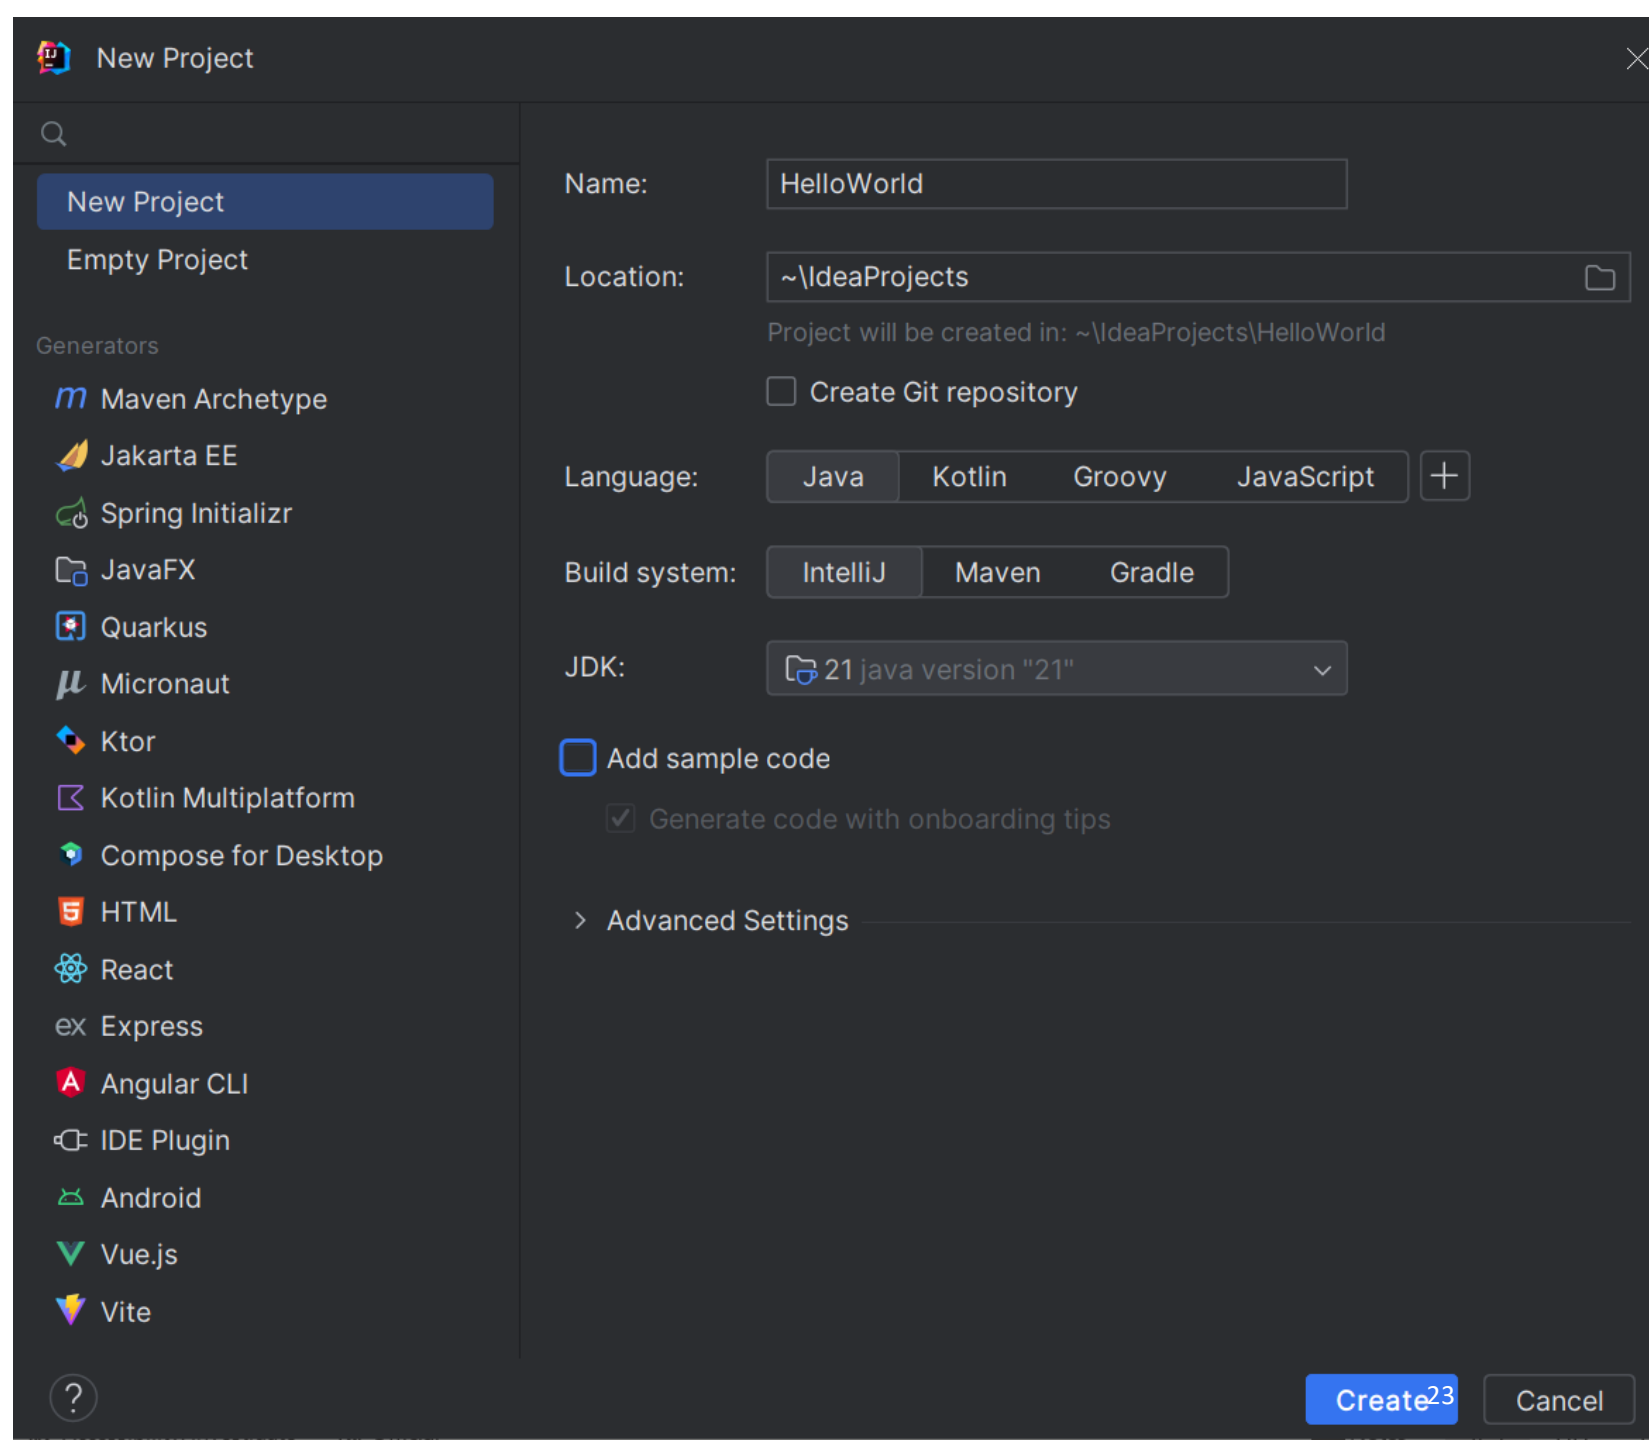 New Project
New Project
Empty Project
Generators
Maven Archetype
Jakarta EE
Spring Initializr
JavaFX
Quarkus
Micronaut
Ktor
Kotlin Multiplatform
Compose for Desktop
HTML
React
ex Express
Angular CLI
IDE Plugin
Android
Vue.js
Vite
Name: HelloWorld
Location: ~\IdeaProjects
Project will be created in: ~\IdeaProjects\HelloWorld
Create Git repository
Language: Java Kotlin Groovy JavaScript
Build system: IntelliJ Maven Gradle
JDK: 21 java version "21"
Add sample code
Generate code with onboarding tips
Advanced Settings
? Create 23 Cancel